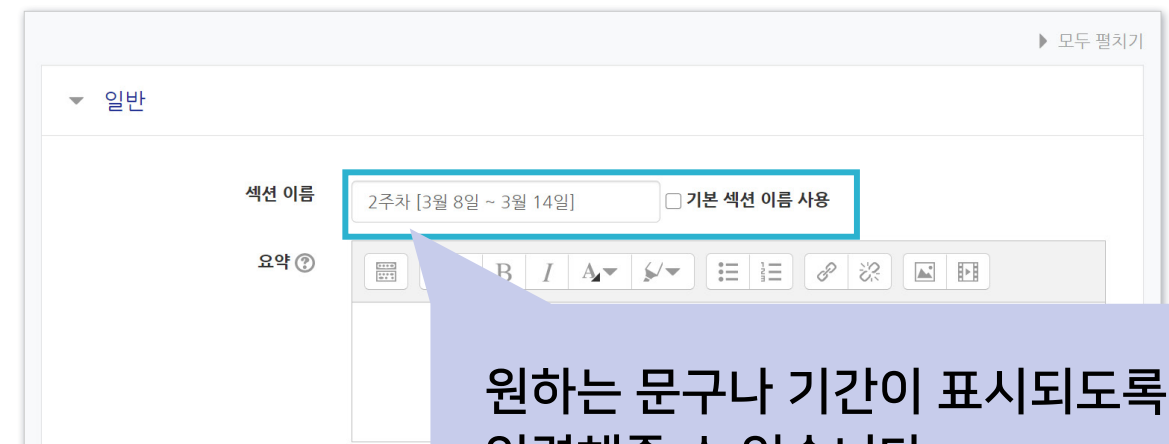 모두 펼치기
일반
섹션 이름
2주차 [3월 8일 ~ 3월 14일]
기본 섹션 이름 사용
요약
B I A
원하는 문구나 기간이 표시되도록